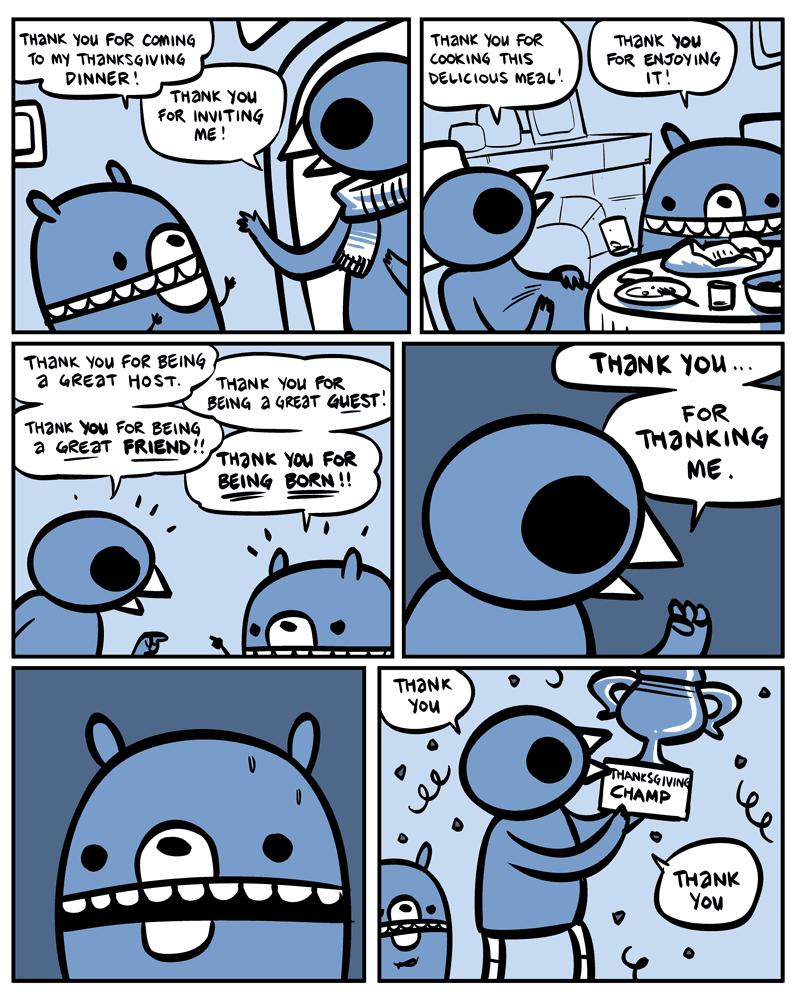 THANK YOU FOR COMING
TO MY THANKSGIVING
DINNER!
THANK YOU
FOR INVITING
ME!
THANK YOU FOR
COOKING THIS
DELICIOUS MEAL!
THANK YOU
FOR ENJOYING
IT!
THANK YOU FOR BEING
A GREAT HOST.
THANK YOU FOR
BEING A GREAT GUEST!
THANK YOU FOR BEING
A GREAT FRIEND!!
THANK YOU FOR
BEING BORN!!
THANK YOU...
FOR
THANKING
ME.
THANK
YOU
THANKSGIVING
CHAMP
THANK
YOU